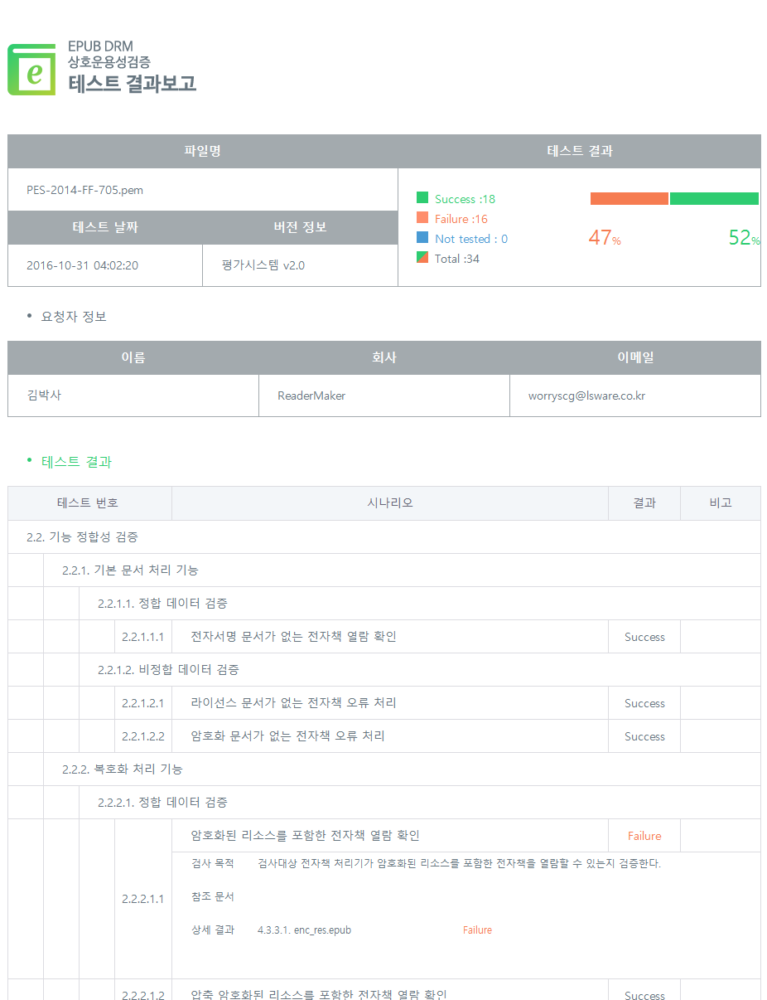 e
EPUB DRM
상호운용성검증
테스트 결과보고
파일명 테스트 결과
PES-2014-FF-705.pem
Success :18
Failure :16
Not tested : 0
Total :34
47% 52%
테스트 날짜 버전 정보
2016-10-31 04:02:20 평가시스템 v2.0
• 요청자 정보
이름 회사 이메일
김박사 ReaderMaker worryscg@lsware.co.kr
• 테스트 결과
테스트 번호 시나리오 결과 비고
2.2. 기능 정합성 검증
2.2.1. 기본 문서 처리 기능
2.2.1.1. 정합 데이터 검증
2.2.1.1.1 전자서명 문서가 없는 전자책 열람 확인 Success
2.2.1.2. 비정합 데이터 검증
2.2.1.2.1 라이선스 문서가 없는 전자책 오류 처리 Success
2.2.1.2.2 암호화 문서가 없는 전자책 오류 처리 Success
2.2.2. 복호화 처리 기능
2.2.2.1. 정합 데이터 검증
2.2.2.1.1 암호화된 리소스를 포함한 전자책 열람 확인 Failure
검사 목적 검사대상 전자책 처리기가 암호화된 리소스를 포함한 전자책을 열람할 수 있는지 검증한다.
참조 문서
상세 결과 4.3.3.1. enc_res.epub Failure
2.2.2.1.2 압축 암호화된 리소스를 포함한 전자책 열람 확인 Success